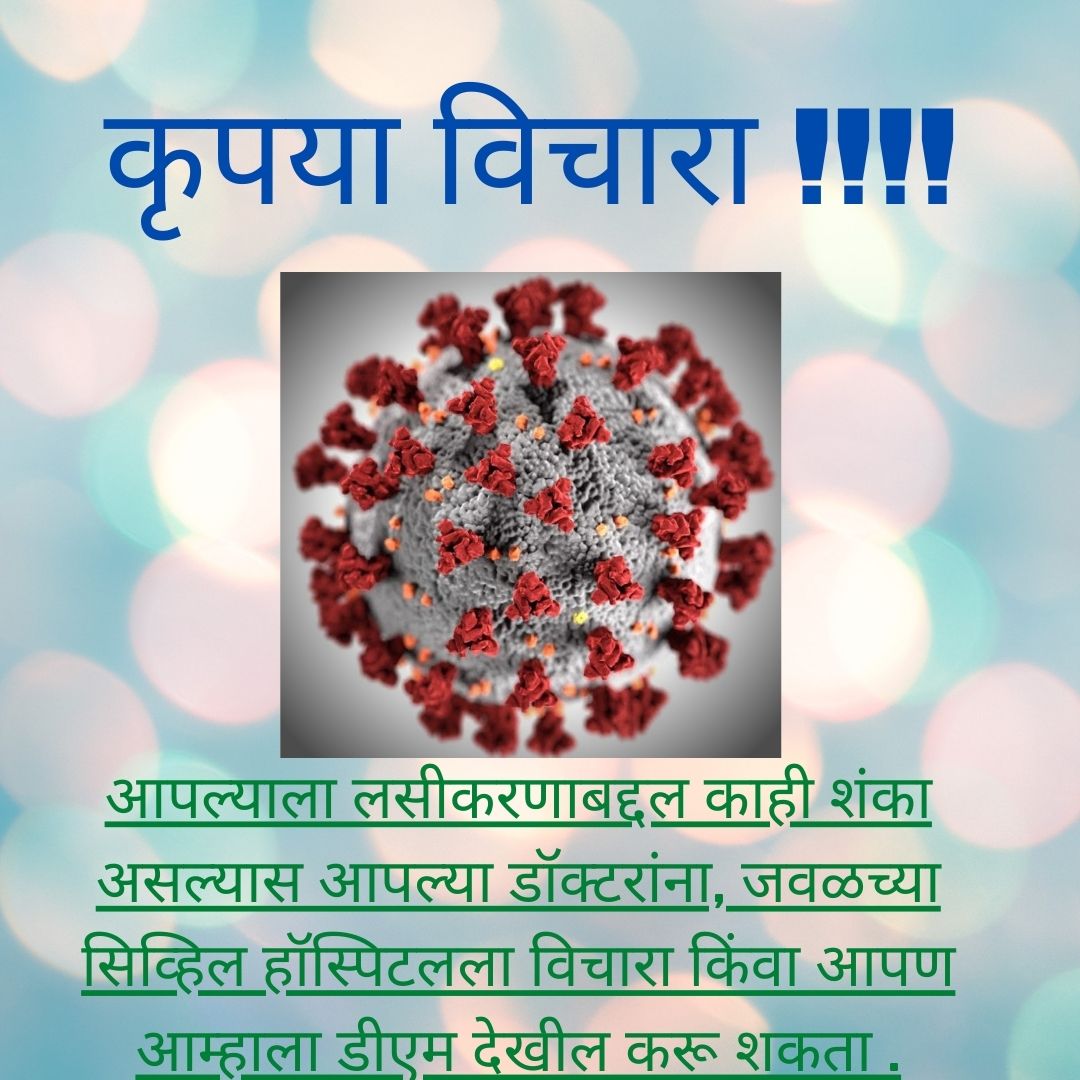 कृपया विचारा !!!!
आपल्याला लसीकरणाबद्दल काही शंका
असल्यास आपल्या डॉक्टरांना, जवळच्या
सिव्हिल हॉस्पिटलला विचारा किंवा आपण
आम्हाला डीएम देखील करू शकता .